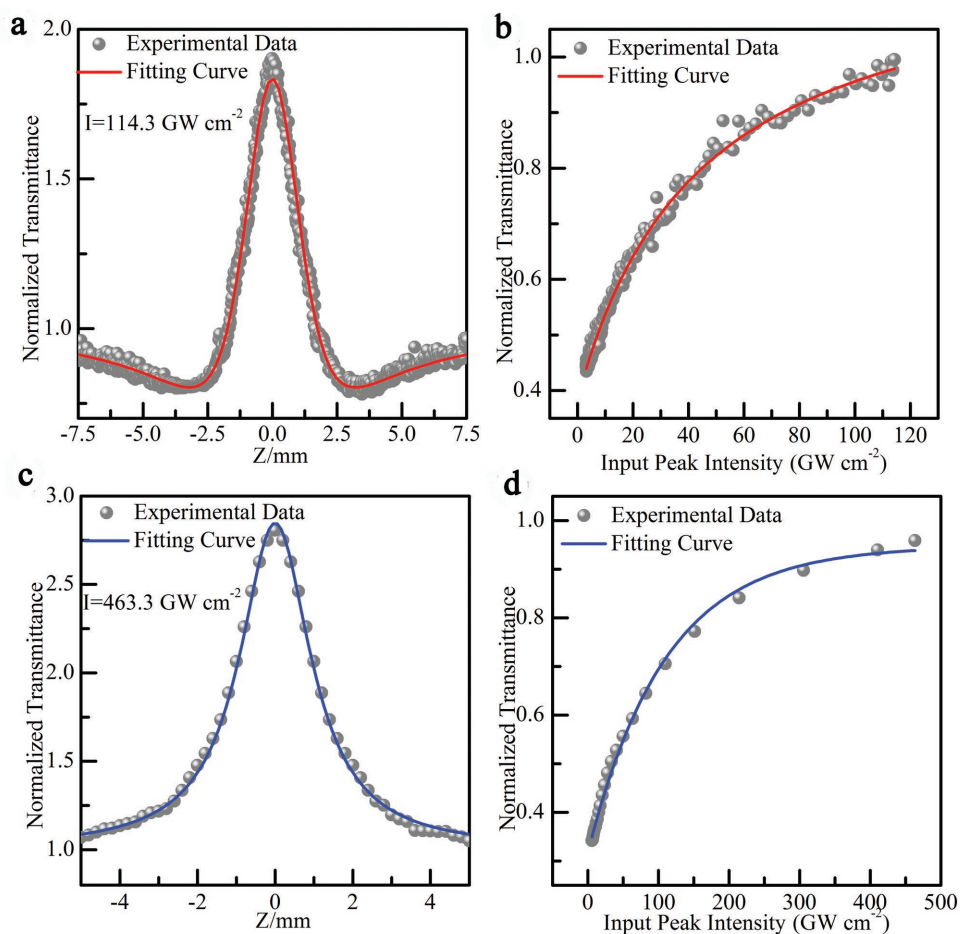 a
2.0
1.5
1.0
Normalized Transmittance
Experimental Data
Fitting Curve
I=114.3 GW cm-2
-7.5 -5.0 -2.5 0.0 2.5 5.0 7.5
Z/mm
b
1.0
0.8
0.6
0.4
Normalized Transmittance
Experimental Data
Fitting Curve
0 20 40 60 80 100 120
Input Peak Intensity (GW cm-2)
c
3.0
2.5
2.0
1.5
1.0
Normalized Transmittance
Experimental Data
Fitting Curve
I=463.3 GW cm-2
-4 -2 0 2 4
Z/mm
d
1.0
0.8
0.6
0.4
Normalized Transmittance
Experimental Data
Fitting Curve
0 100 200 300 400 500
Input Peak Intensity (GW cm-2)